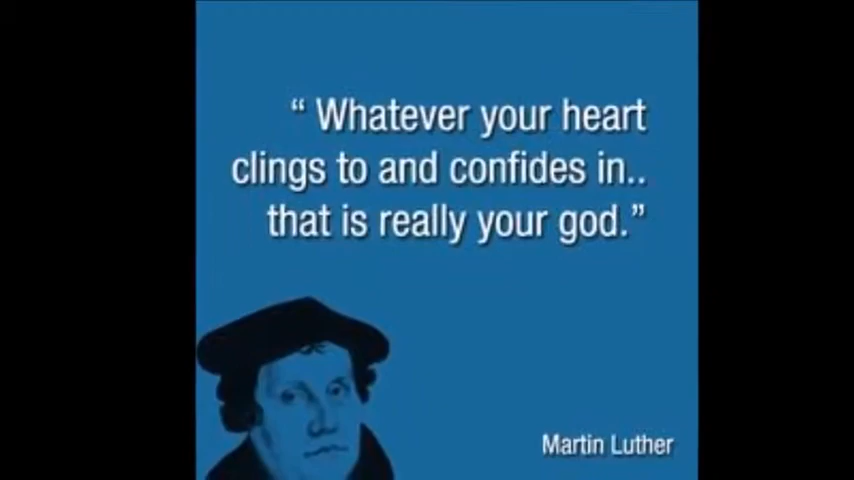 “ Whatever your heart
clings to and confides in..
that is really your god.”
Martin Luther